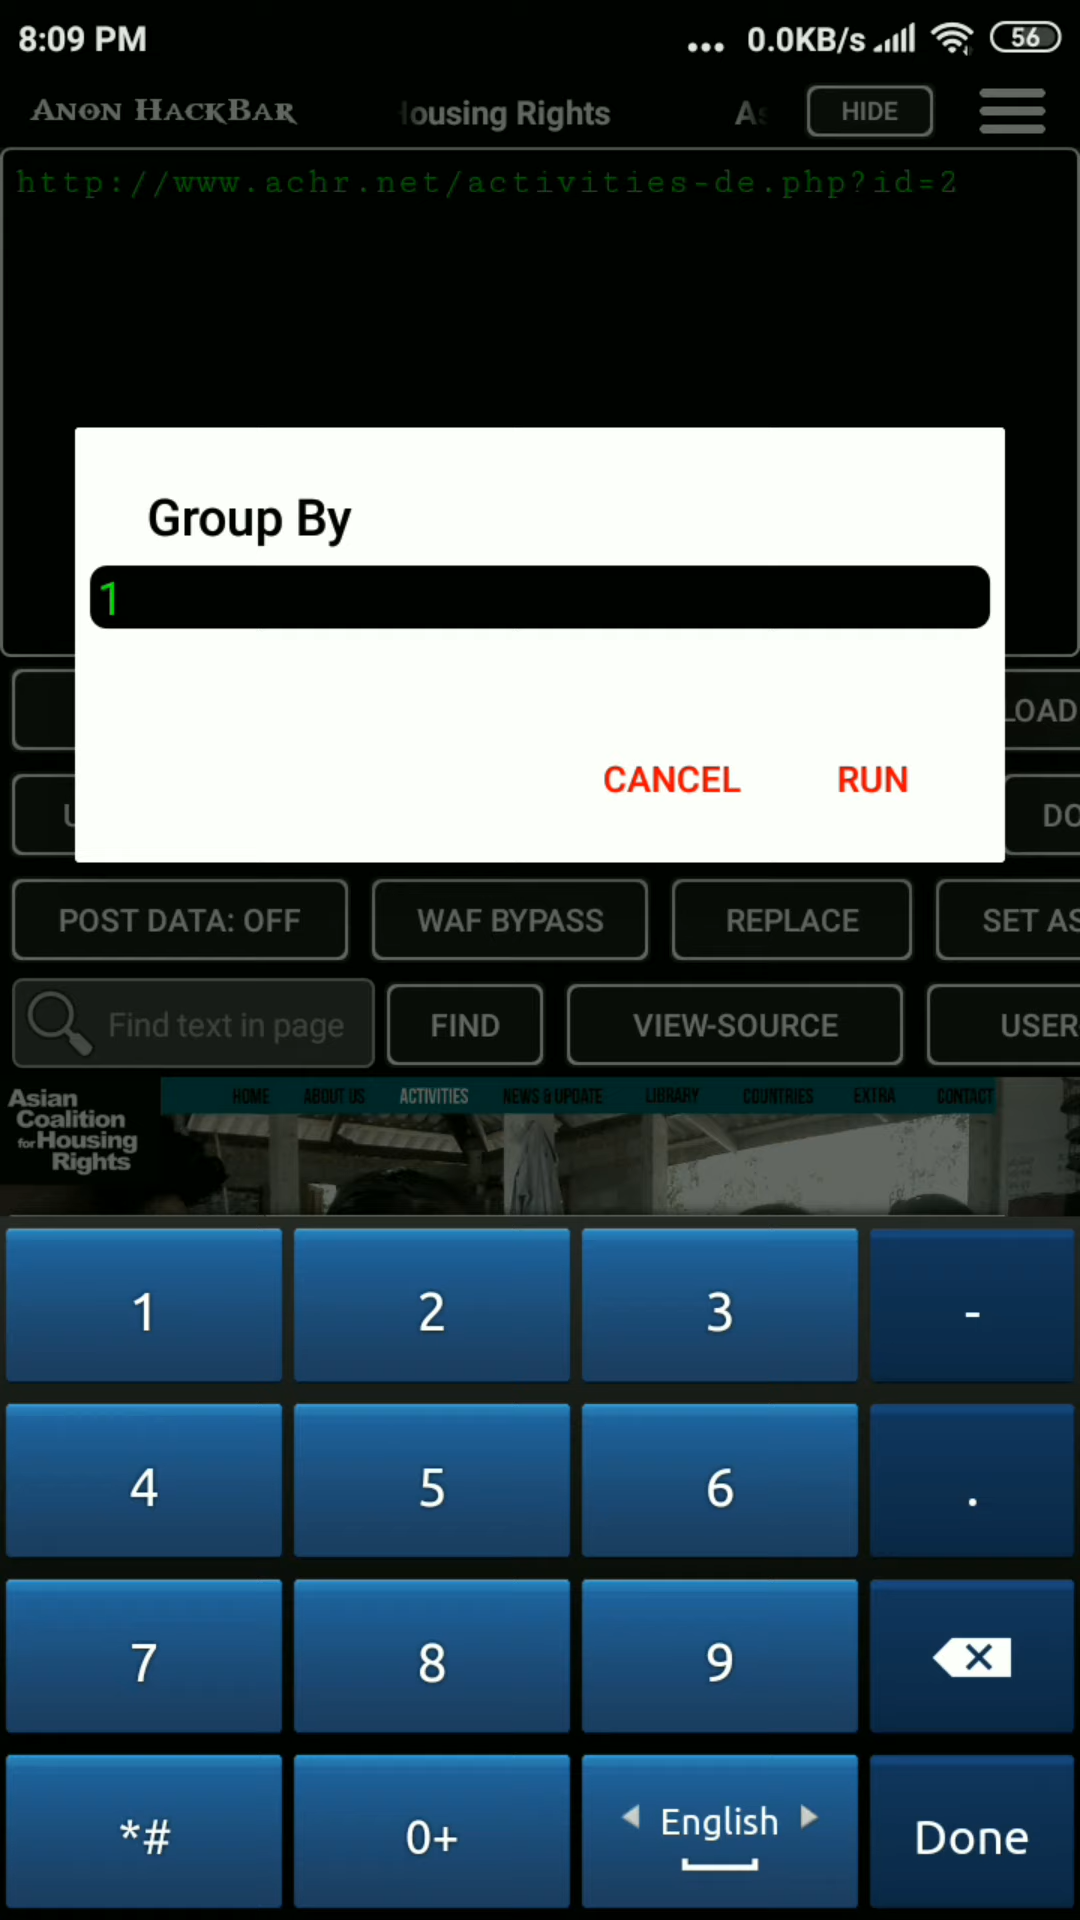 8:09 PM
... 0.0KB/s 56
Anon HackBar
ousing Rights
As
HIDE
http://www.achr.net/activities-de.php?id=2
Group By
1
CANCEL RUN
LOAD
DO
POST DATA: OFF WAF BYPASS REPLACE SET AS
Find text in page FIND VIEW-SOURCE USER
Asian
Coalition
for Housing
Rights
HOME ABOUT US ACTIVITIES NEWS & UPDATE LIBRARY COUNTRIES EXTRA CONTACT
1 2 3 -
4 5 6 .
7 8 9
*# 0+ English Done